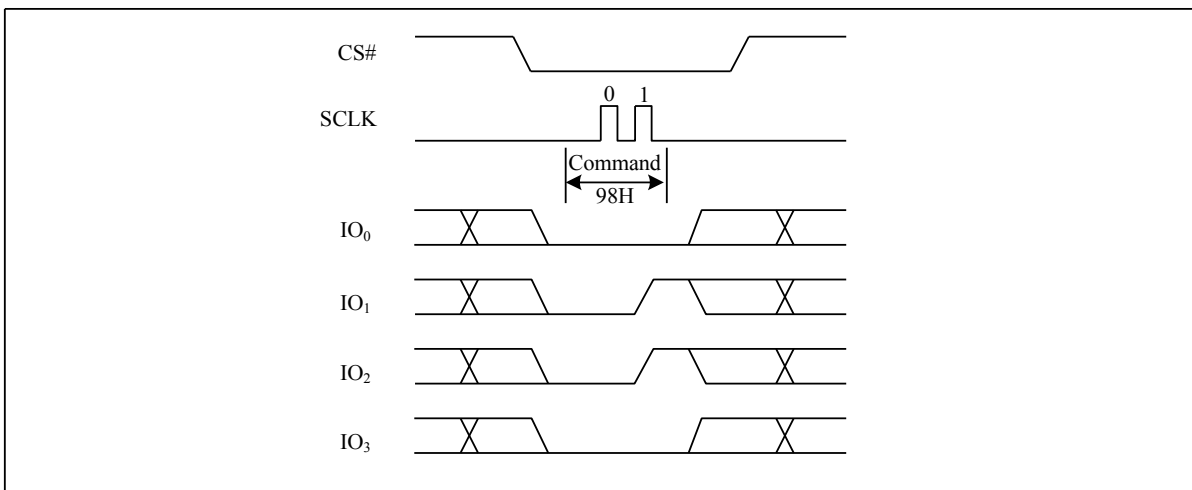 CS#
0 1
SCLK
Command
98H
IO₀
IO₁
IO₂
IO₃